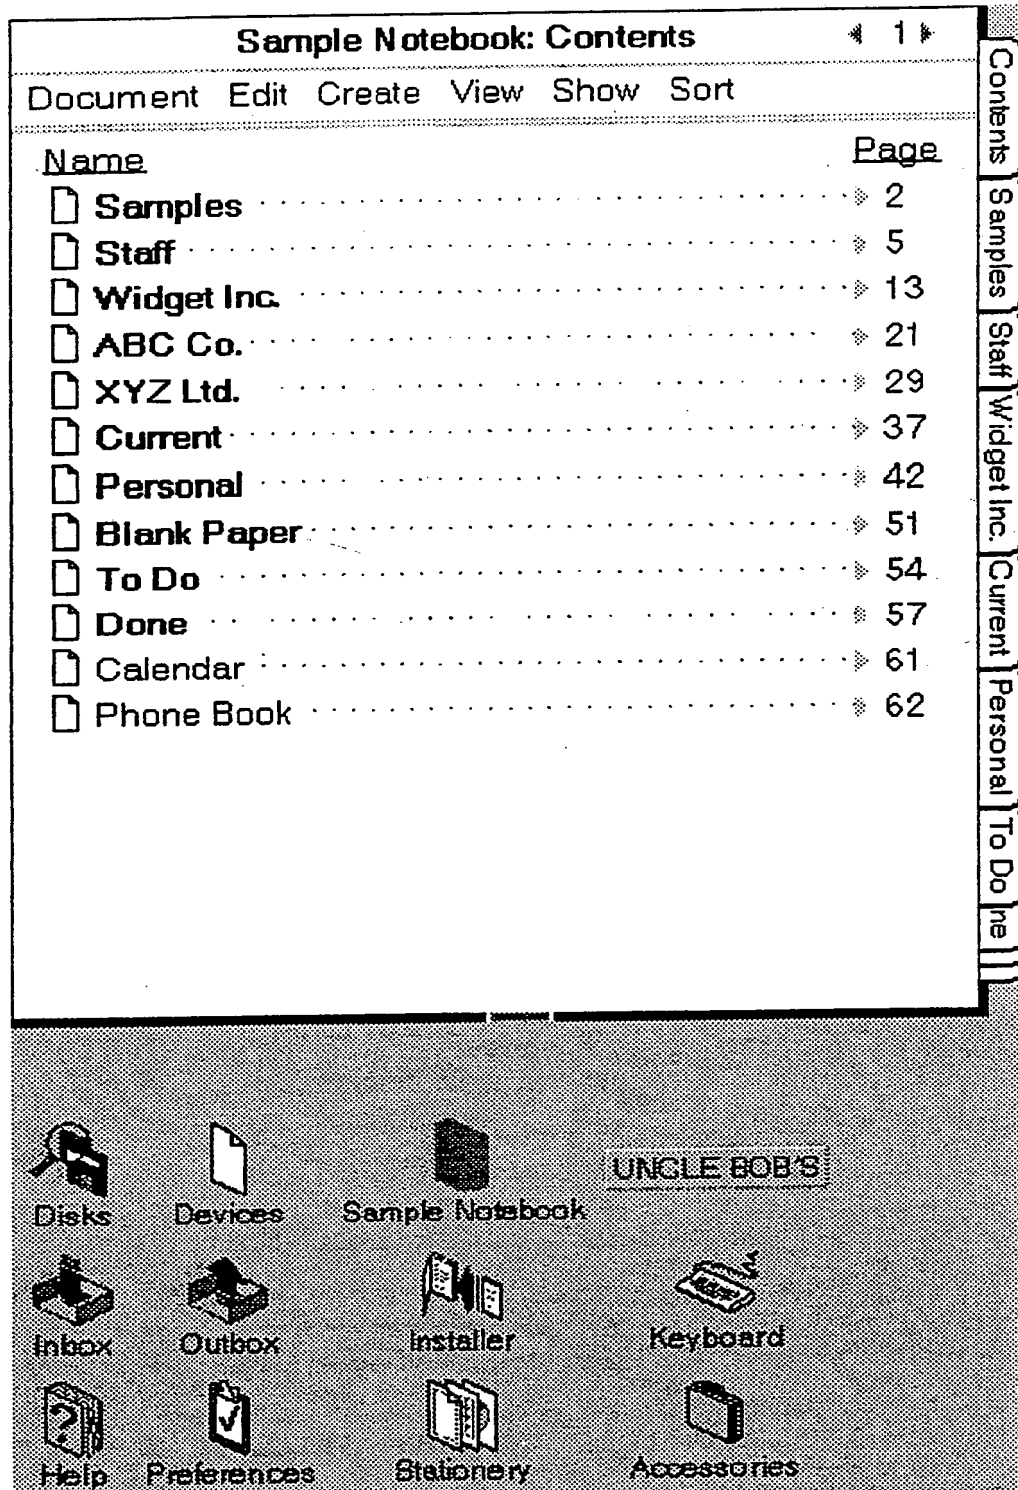 Sample Notebook: Contents 1
Document Edit Create View Show Sort
Name Page
Samples 2
Staff 5
Widget Inc. 13
ABC Co. 21
XYZ Ltd. 29
Current 37
Personal 42
Blank Paper 51
To Do 54
Done 57
Calendar 61
Phone Book 62
Contents
Samples
Staff
Widget Inc.
Current
Personal
To Do
ne
UNCLE BOB'S
Disks Devices Sample Notebook
Inbox Outbox Installer Keyboard
Help Preferences Stationery Accessories